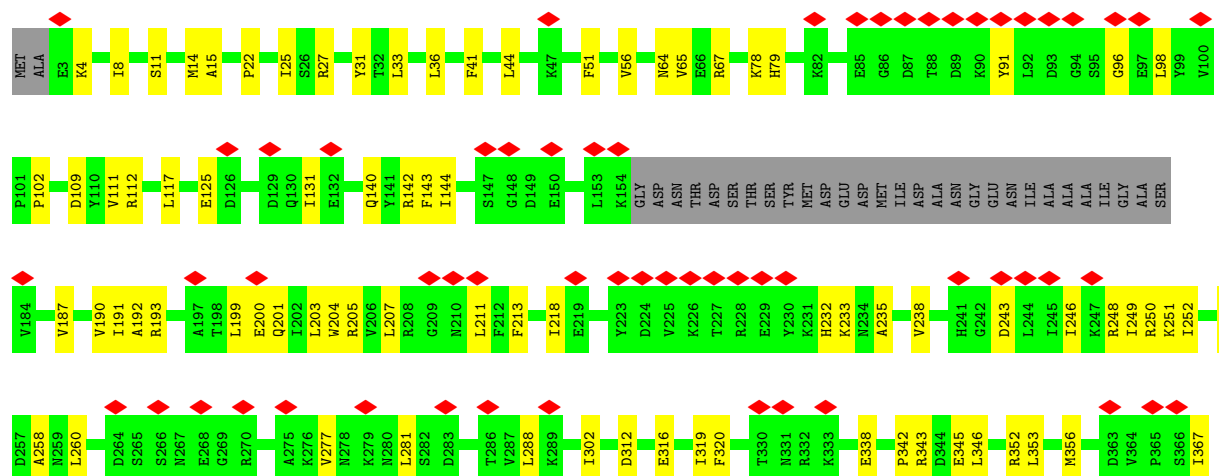 MET ALA E3 K4 I8 S11 M14 A15 P22 I25 S26 R27 Y31 T32 L33 L36 F41 L44 K47 F51 V56 N64 V65 E66 R67 K78 H79 K82 E85 G86 D87 T88 D89 K90 Y91 L92 D93 G94 S95 G96 E97 L98 Y99 V100
P101 P102 D109 Y110 V111 R112 L117 E125 D126 D129 Q130 I131 E132 Q140 Y141 R142 F143 I144 S147 G148 D149 E150 L153 K154 GLY ASP ASN THR ASP SER THR SER TYR MET ASP GLU ASP MET ILE ASP ALA ASN GLY GLU ASN ILE ALA ALA ALA ILE GLY ALA SER
V184 V187 V190 I191 A192 R193 A197 T198 L199 E200 Q201 I202 L203 W204 R205 V206 L207 R208 G209 N210 L211 F212 F213 I218 E219 Y223 D224 V225 K226 T227 R228 E229 Y230 K231 H232 K233 N234 A235 V238 H241 G242 D243 L244 I245 I246 K247 R248 I249 R250 K251 I252
D257 A258 N259 L260 D264 S265 S266 N267 E268 G269 R270 A275 K276 V277 N278 K279 N280 L281 S282 D283 T286 V287 L288 K289 I302 D312 E316 I319 F320 T330 N331 R332 K333 E338 P342 R343 D344 E345 L346 R352 L353 M356 D363 V364 P365 S366 I367